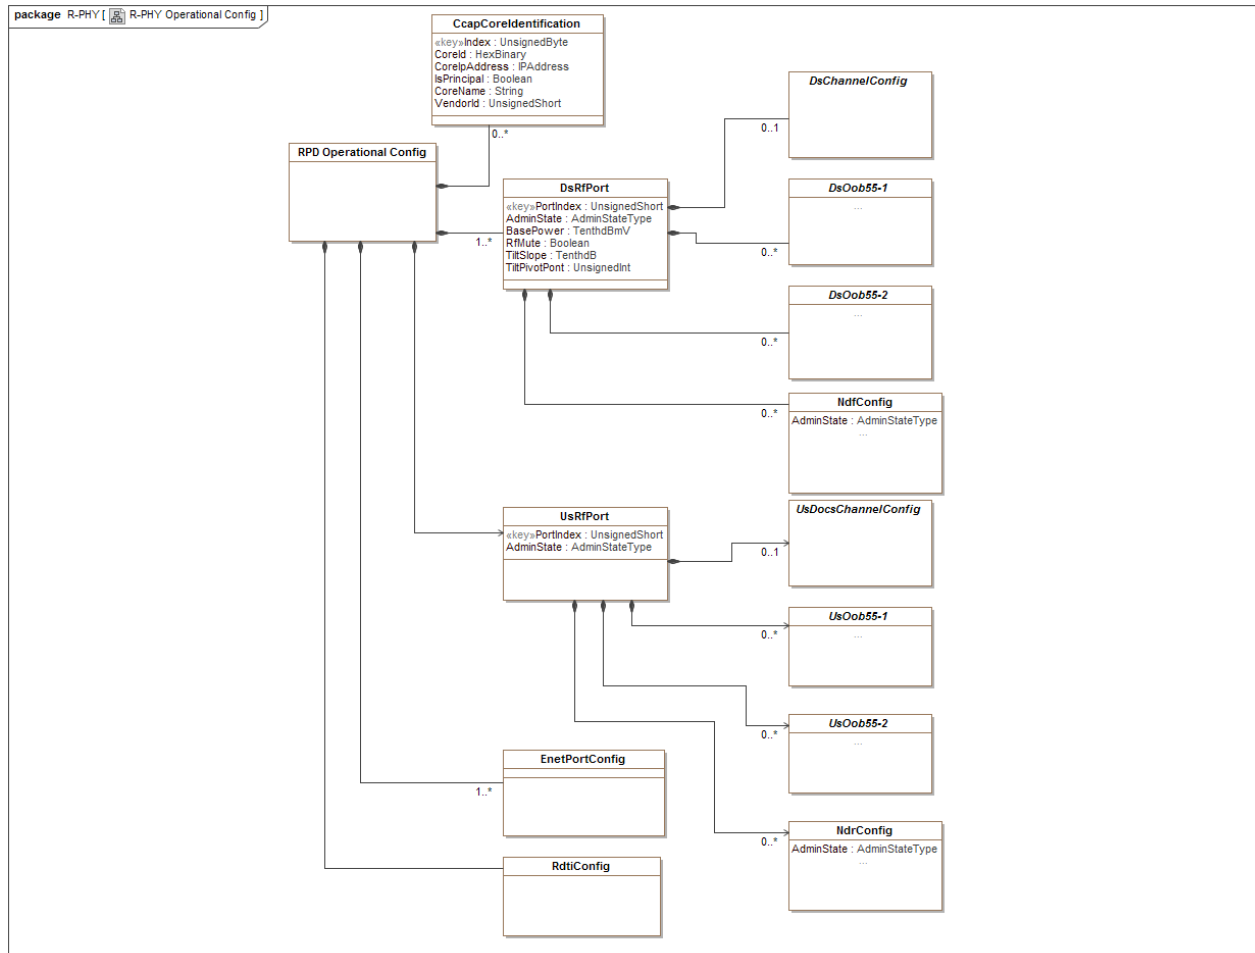 package R-PHY [ R-PHY Operational Config ]
CcapCoreIdentification
«key»Index : UnsignedByte
CoreId : HexBinary
CoreIpAddress : IPAddress
IsPrincipal : Boolean
CoreName : String
VendorId : UnsignedShort
0..*
RPD Operational Config
1..*
DsRfPort
«key»PortIndex : UnsignedShort
AdminState : AdminStateType
BasePower : TenthdBmV
RfMute : Boolean
TiltSlope : TenthdB
TiltPivotPont : UnsignedInt
DsChannelConfig
0..1
DsOob55-1
...
0..*
DsOob55-2
...
0..*
NdfConfig
AdminState : AdminStateType
...
0..*
UsRfPort
«key»PortIndex : UnsignedShort
AdminState : AdminStateType
UsDocsChannelConfig
0..1
UsOob55-1
...
0..*
UsOob55-2
...
0..*
EnetPortConfig
1..*
NdrConfig
AdminState : AdminStateType
...
0..*
RdtiConfig